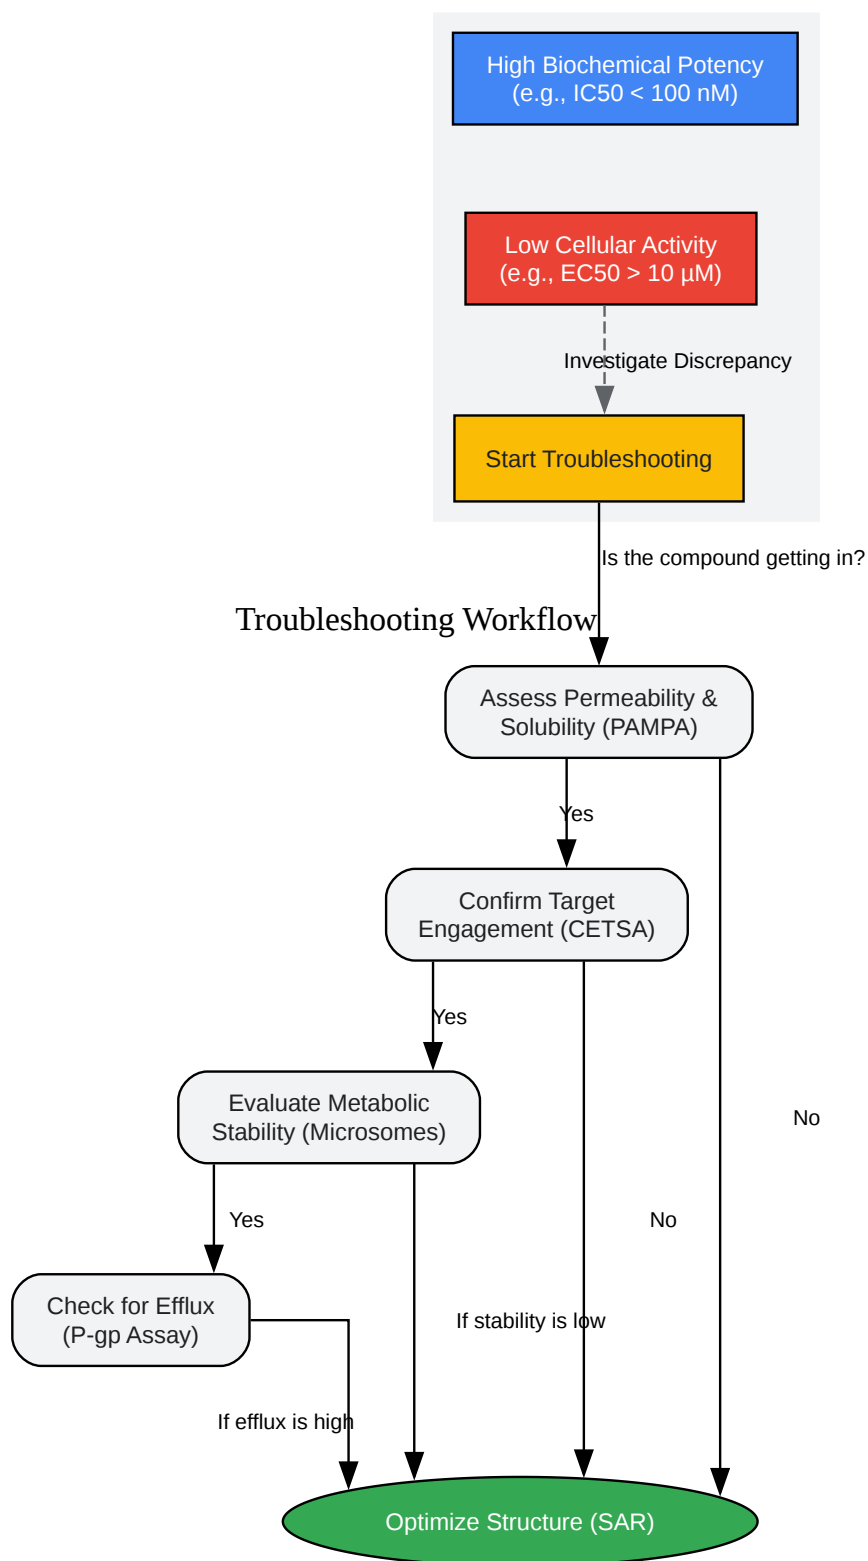 High Biochemical Potency
(e.g., IC50 < 100 nM)
Low Cellular Activity
(e.g., EC50 > 10 µM)
Investigate Discrepancy
Start Troubleshooting
Is the compound getting in?
Troubleshooting Workflow
Assess Permeability &
Solubility (PAMPA)
Yes
Confirm Target
Engagement (CETSA)
Yes
Evaluate Metabolic
Stability (Microsomes)
No
Yes
No
Check for Efflux
(P-gp Assay)
If stability is low
If efflux is high
Optimize Structure (SAR)